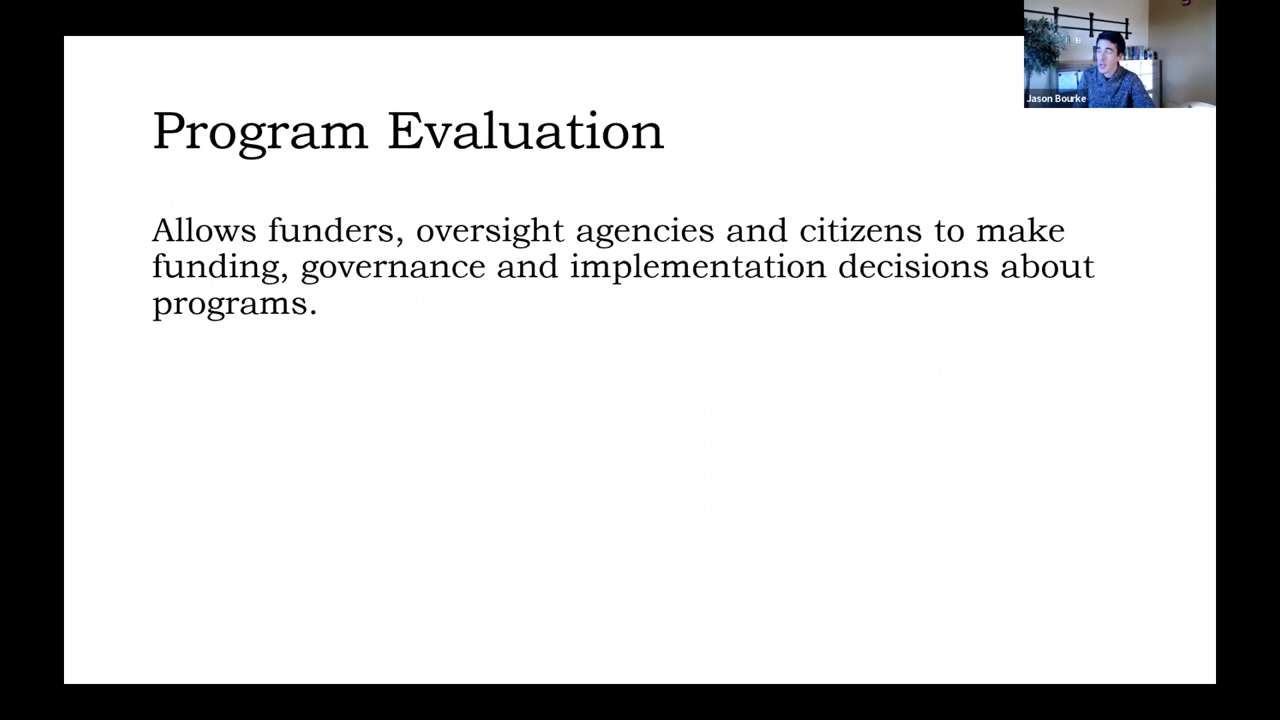 Jason Bourke
Program Evaluation
Allows funders, oversight agencies and citizens to make
funding, governance and implementation decisions about
programs.